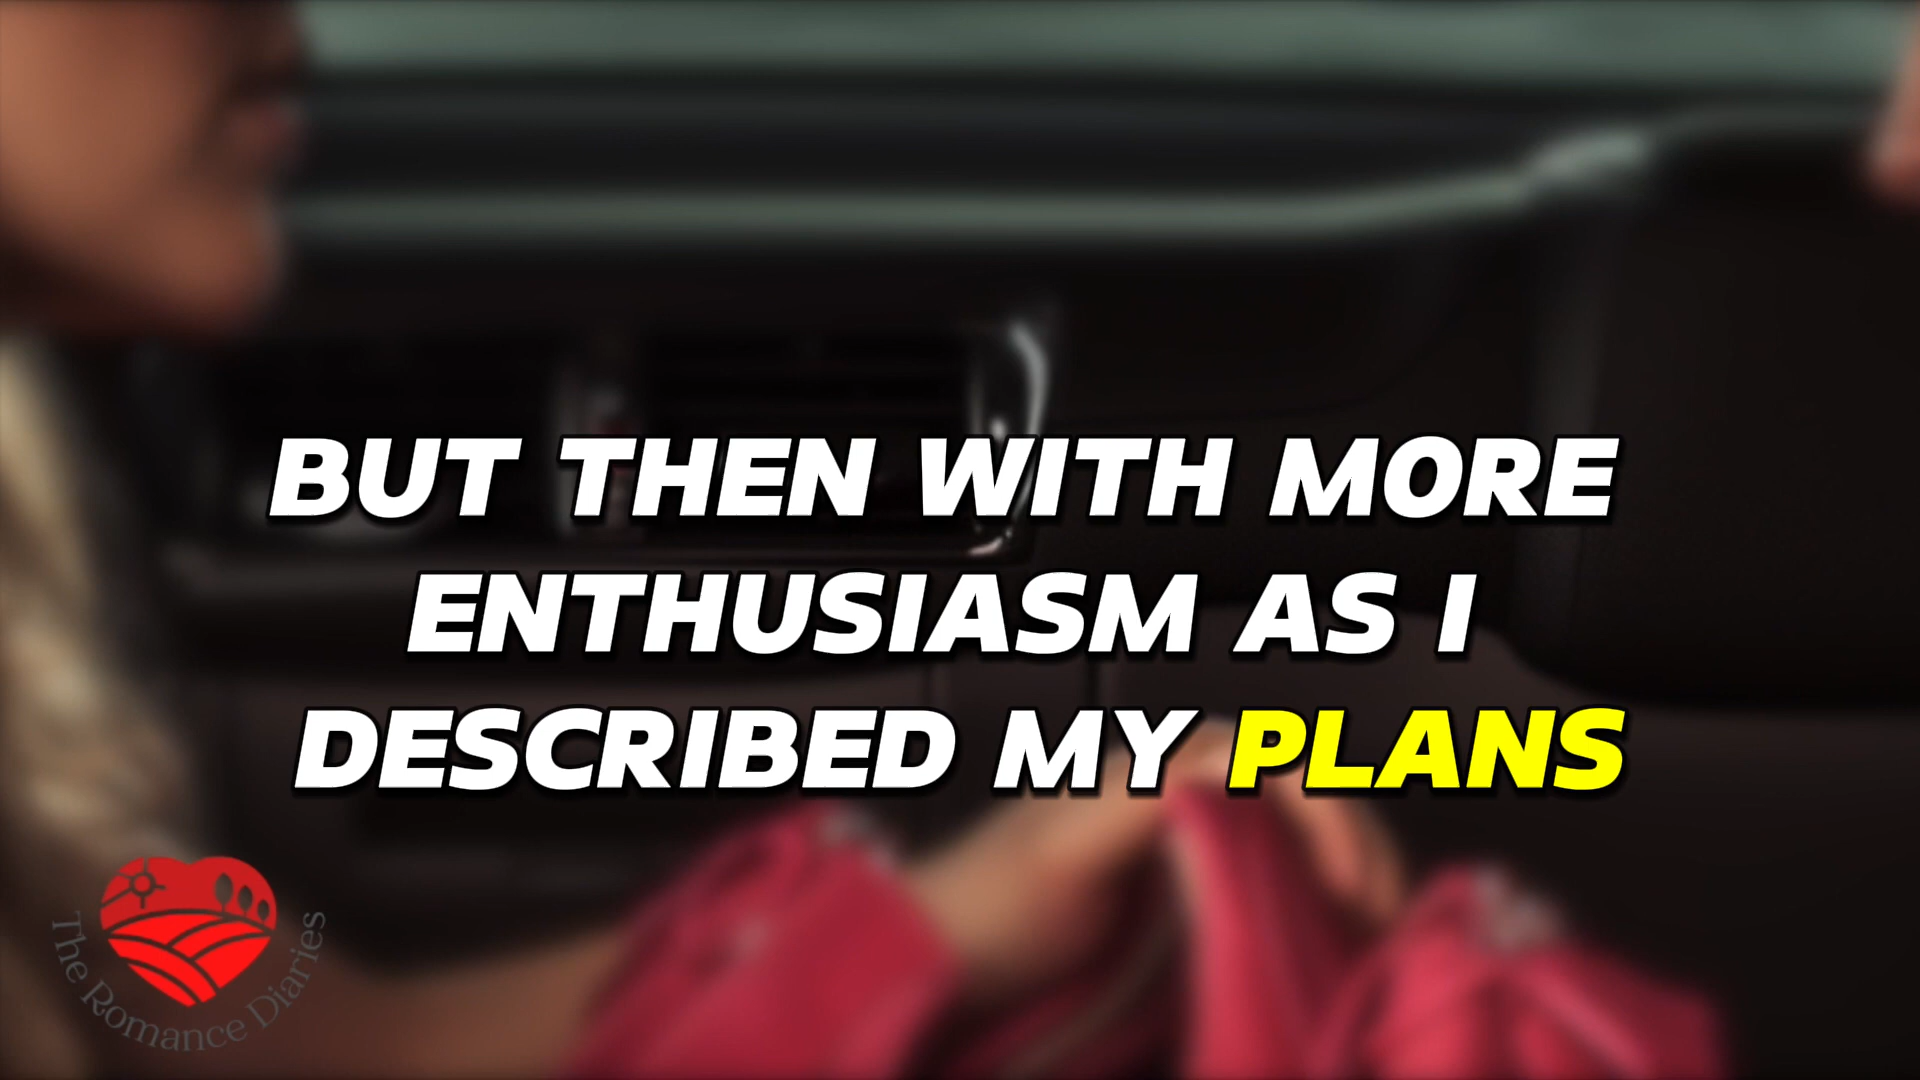 BUT THEN WITH MORE
ENTHUSIASM AS I
DESCRIBED MY PLANS
The Romance Diaries